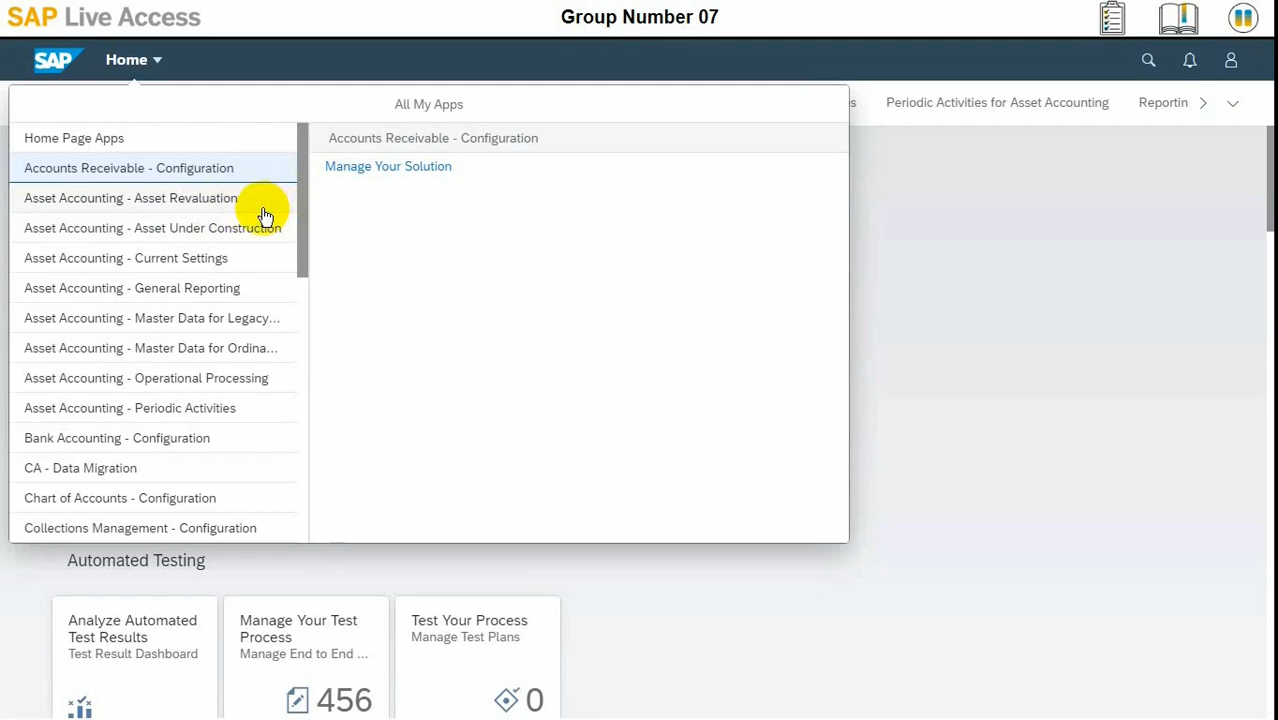 SAP Live Access
Group Number 07
SAP
Home
All My Apps
es
Periodic Activities for Asset Accounting
Reportin
Home Page Apps
Accounts Receivable - Configuration
Asset Accounting - Asset Revaluation
Asset Accounting - Asset Under Construction
Asset Accounting - Current Settings
Asset Accounting - General Reporting
Asset Accounting - Master Data for Legacy...
Asset Accounting - Master Data for Ordina...
Asset Accounting - Operational Processing
Asset Accounting - Periodic Activities
Bank Accounting - Configuration
CA - Data Migration
Chart of Accounts - Configuration
Collections Management - Configuration
Accounts Receivable - Configuration
Manage Your Solution
Automated Testing
Analyze Automated
Test Results
Test Result Dashboard
Manage Your Test
Process
Manage End to End ...
456
Test Your Process
Manage Test Plans
0